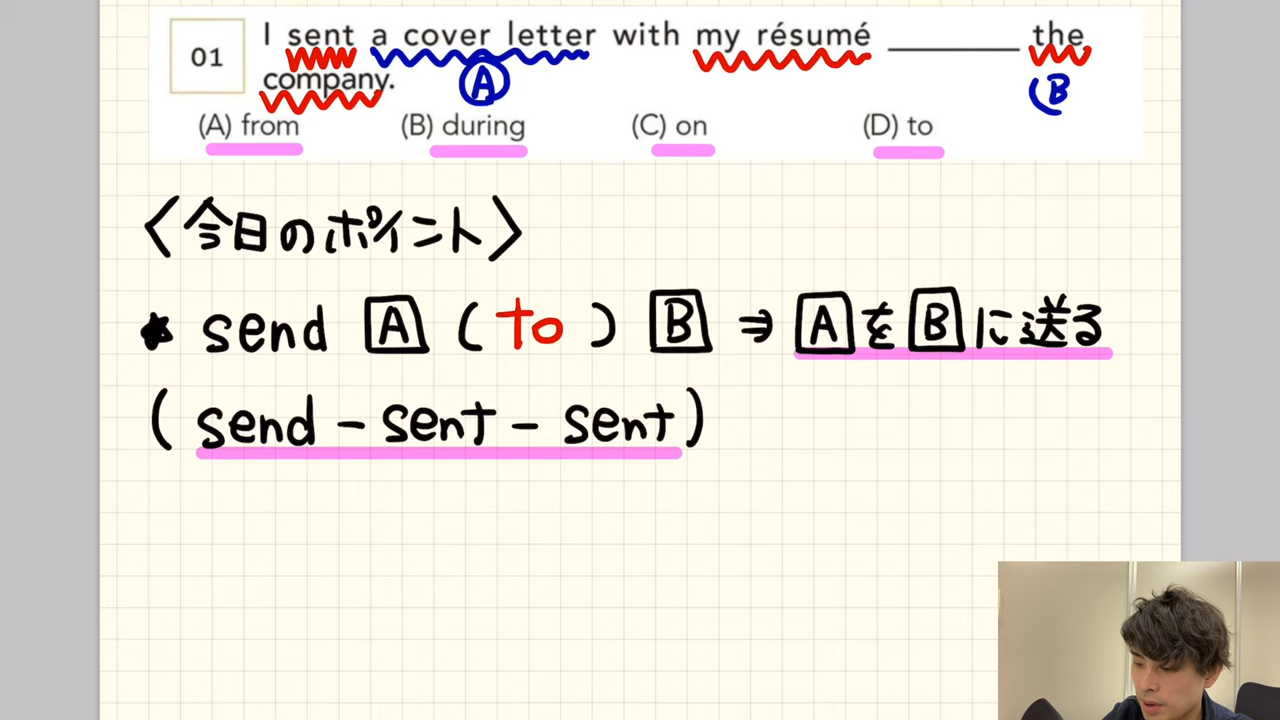 01 I sent a cover letter with my résumé ________ the
company.
A
B
(A) from (B) during (C) on (D) to
〈今日のポイント〉
★ send A (to) B ⇒ AをBに送る
(send - sent - sent)